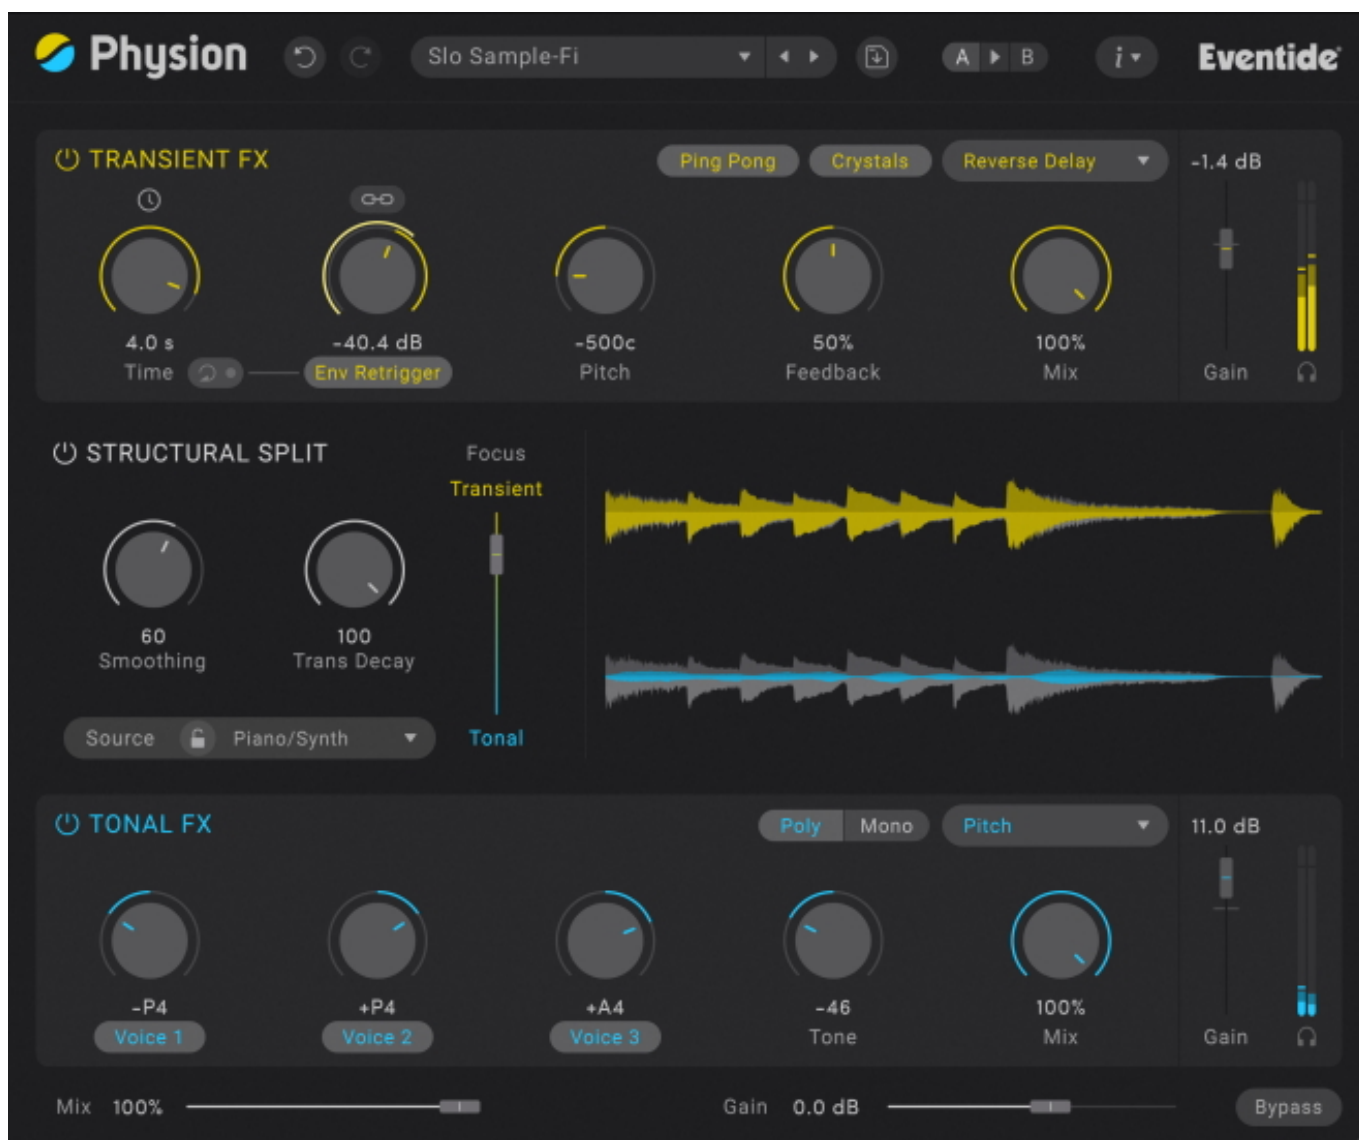 Physion Slo Sample-Fi A B i Eventide
TRANSIENT FX Ping Pong Crystals Reverse Delay -1.4 dB
4.0 s -40.4 dB -500c 50% 100%
Time Env Retrigger Pitch Feedback Mix Gain
STRUCTURAL SPLIT Focus
Transient
60 100
Smoothing Trans Decay
Source Piano/Synth Tonal
TONAL FX Poly Mono Pitch 11.0 dB
-P4 +P4 +A4 -46 100%
Voice 1 Voice 2 Voice 3 Tone Mix Gain
Mix 100% Gain 0.0 dB Bypass